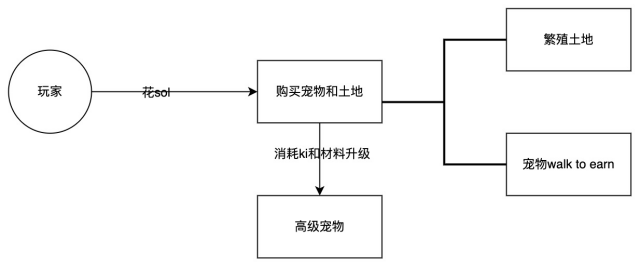 玩家
花sol
购买宠物和土地
繁殖土地
宠物walk to earn
消耗ki和材料升级
高级宠物